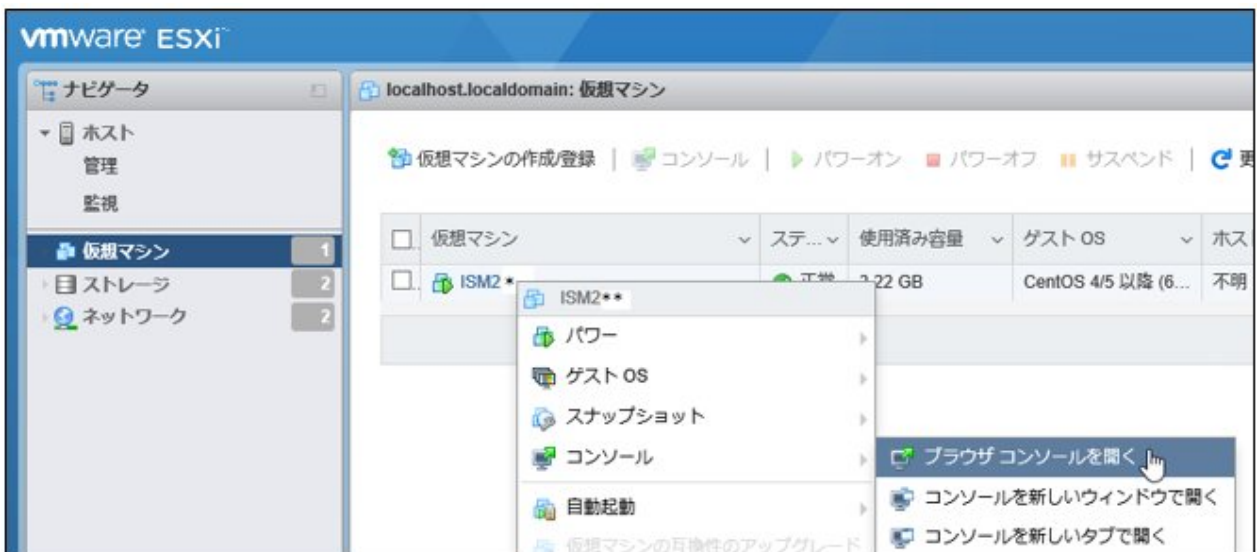 vmware ESXi™
ナビゲータ
localhost.localdomain: 仮想マシン
ホスト
管理
監視
仮想マシン 1
ストレージ 2
ネットワーク 2
仮想マシンの作成/登録 | コンソール | パワーオン パワーオフ サスペンド | 更
仮想マシン ステ... 使用済み容量 ゲスト OS ホス
ISM2* 正常 2.22 GB CentOS 4/5 以降 (6... 不明
ISM2**
パワー
ゲスト OS
スナップショット
コンソール
自動起動
仮想マシンの互換性のアップグレード
ブラウザ コンソールを開く
コンソールを新しいウィンドウで開く
コンソールを新しいタブで開く